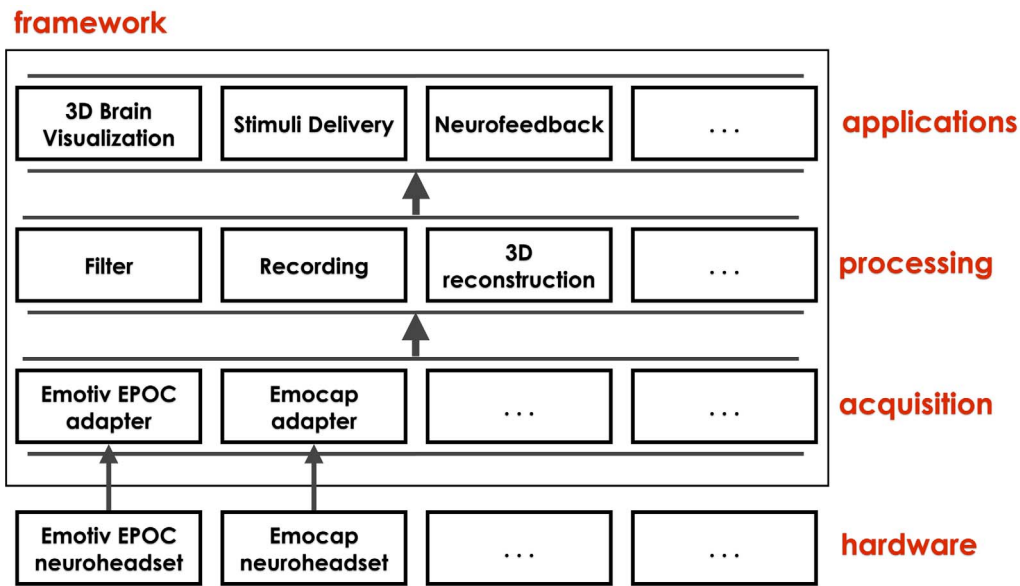 framework
3D Brain
Visualization
Stimuli Delivery
Neurofeedback
. . .
applications
Filter
Recording
3D
reconstruction
. . .
processing
Emotiv EPOC
adapter
Emocap
adapter
. . .
. . .
acquisition
Emotiv EPOC
neuroheadset
Emocap
neuroheadset
. . .
. . .
hardware